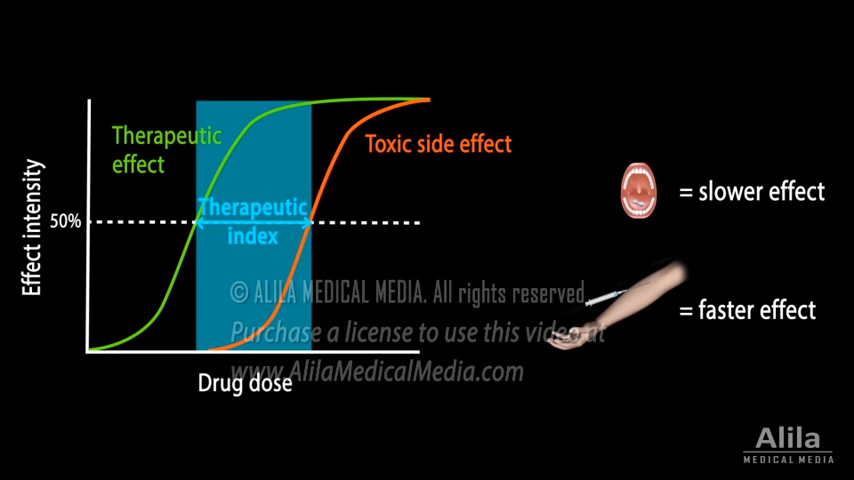 Therapeutic
effect
Toxic side effect
Effect intensity
50%
Therapeutic
index
Drug dose
= slower effect
= faster effect
© ALILA MEDICAL MEDIA. All rights reserved
Purchase a license to use this video at
www.AlilaMedicalMedia.com
Alila
MEDICAL MEDIA